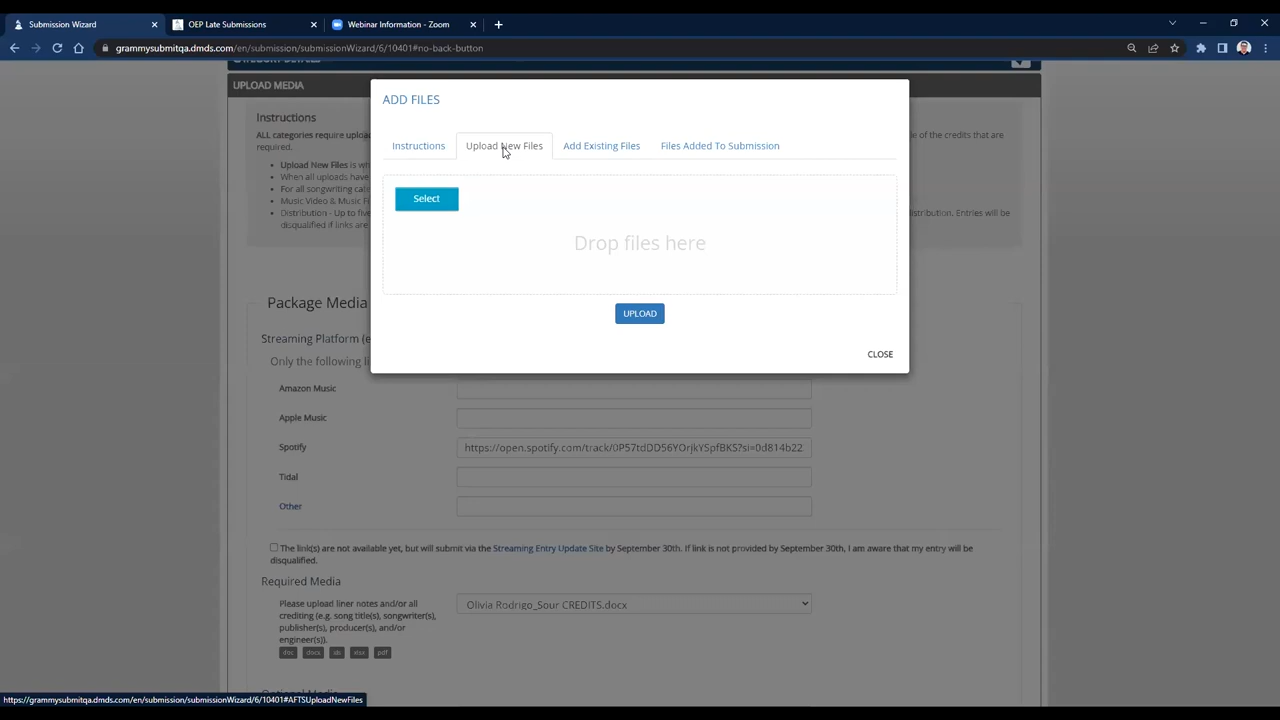 Submission Wizard
OEP Late Submissions
Webinar Information - Zoom
grammysubmitqa.dmds.com/en/submission/submissionWizard/6/10401#no-back-button
CATEGORY DETAILS
UPLOAD MEDIA
ADD FILES
Instructions
ALL categories require
le of the credits that are
required.
Upload New Files is
When all uploads have
For all songwriting
Music Video & Music
Distribution - Up to five
distribution. Entries will be
disqualified if links are
Instructions
Upload New Files
Add Existing Files
Files Added To Submission
Select
Drop files here
UPLOAD
CLOSE
Package Media
Streaming Platform (e
Only the following
Amazon Music
Apple Music
Spotify
https://open.spotify.com/track/0P57tdDD56YOrjkYSpfBKS?si=0d814b22
Tidal
Other
The link(s) are not available yet, but will submit via the Streaming Entry Update Site by September 30th. If link is not provided by September 30th, I am aware that my entry will be
disqualified.
Required Media
Please upload liner notes and/or all
crediting (e.g. song title(s), songwriter(s),
publisher(s), producer(s), and/or
engineer(s)).
Olivia Rodrigo_Sour CREDITS.docx
doc docx xls xlsx pdf
Optional Media
https://grammysubmitqa.dmds.com/en/submission/submissionWizard/6/10401#AFTSUploadNewFiles